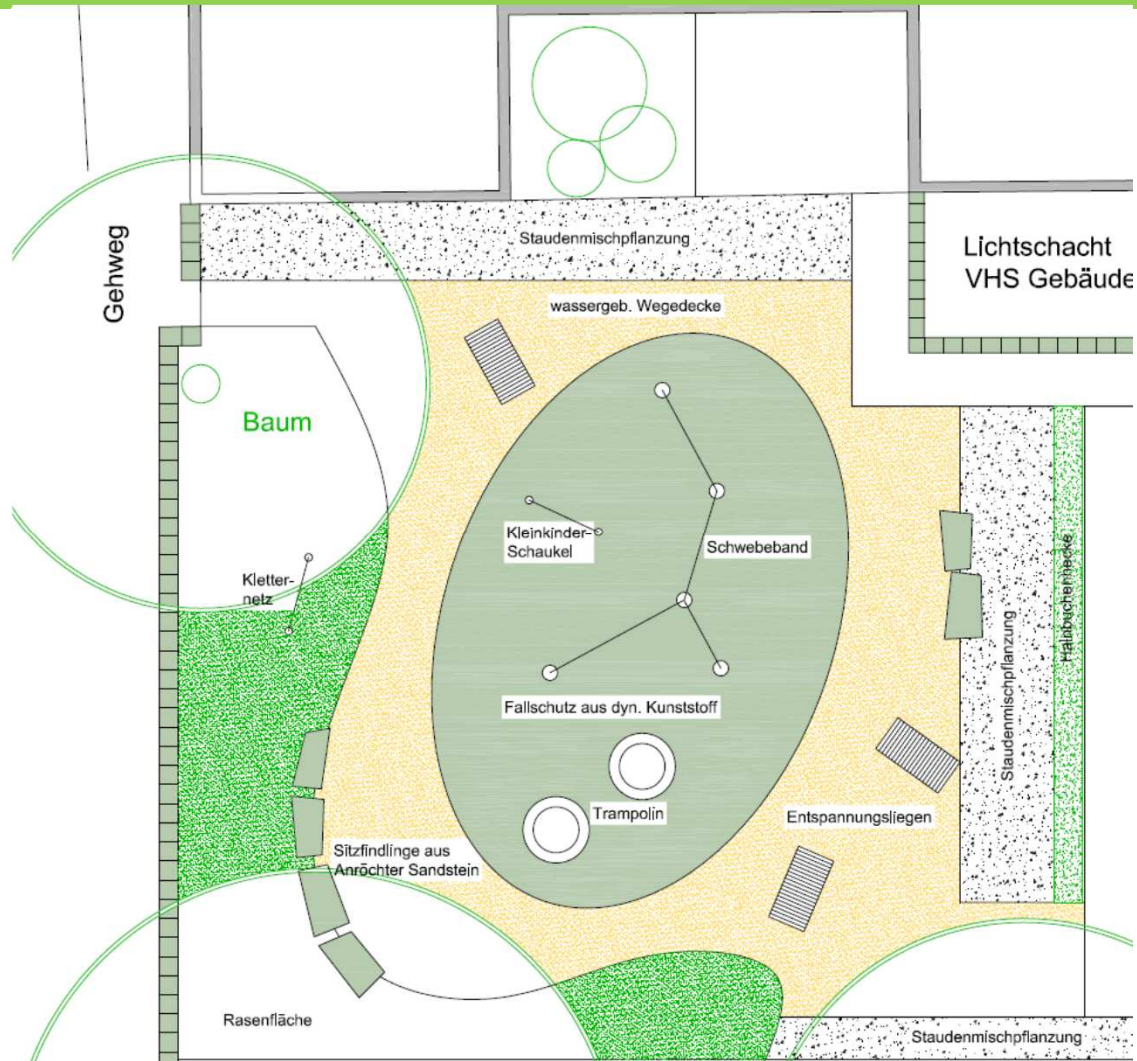 Gehweg
Staudenmischpflanzung
Lichtschacht
VHS Gebäude
wassergeb. Wegedecke
Baum
Kleinkinder-
Schaukel
Schwebeband
Kletter-
netz
Hainbuchenhecke
Staudenmischpflanzung
Fallschutz aus dyn. Kunststoff
Trampolin
Entspannungsliegen
Sitzfindlinge aus
Anröchter Sandstein
Rasenfläche
Staudenmischpflanzung